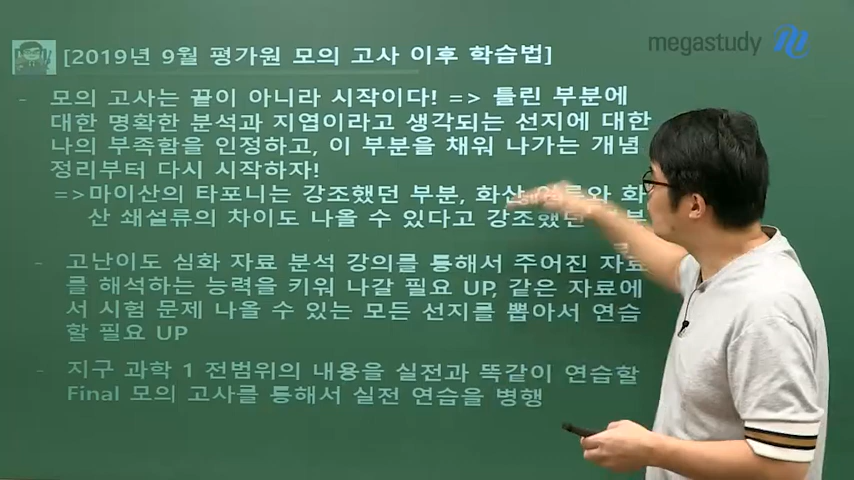 megastudy
[2019년 9월 평가원 모의 고사 이후 학습법]
- 모의 고사는 끝이 아니라 시작이다! => 틀린 부분에
대한 명확한 분석과 지엽이라고 생각되는 선지에 대한
나의 부족함을 인정하고, 이 부분을 채워 나가는 개념
정리부터 다시 시작하자!
=>마이산의 타포니는 강조했던 부분, 화산 화
산 쇄설류의 차이도 나올 수 있다고 강조했던
- 고난이도 심화 자료 분석 강의를 통해서 주어진 자료
를 해석하는 능력을 키워 나갈 필요 UP, 같은 자료에
서 시험 문제 나올 수 있는 모든 선지를 뽑아서 연습
할 필요 UP
- 지구 과학 1 전범위의 내용을 실전과 똑같이 연습할
Final 모의 고사를 통해서 실전 연습을 병행